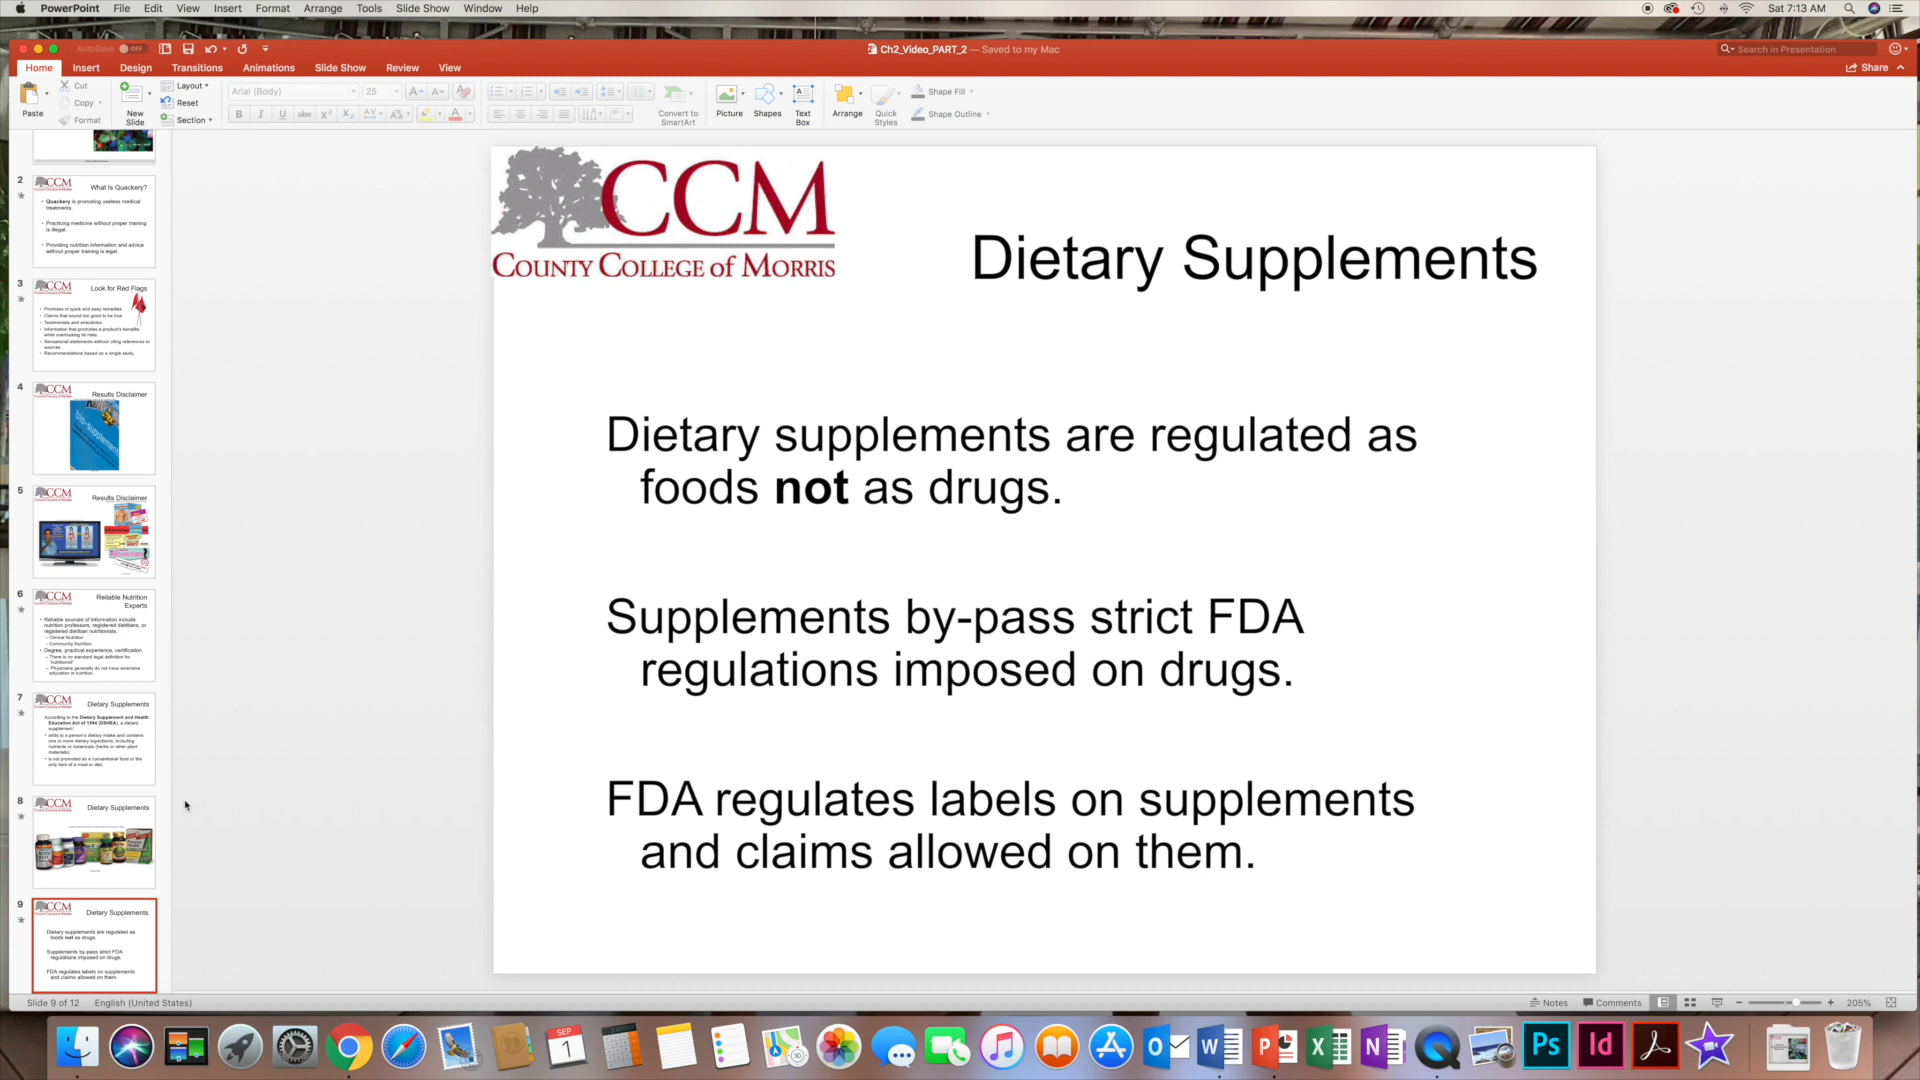 PowerPoint File Edit View Insert Format Arrange Tools Slide Show Window Help
Sat 7:13 AM
AutoSave OFF
Ch2_Video_PART_2 — Saved to my Mac
Search in Presentation
Home Insert Design Transitions Animations Slide Show Review View
Share
Paste
Cut
Copy
Format
New Slide
Layout
Reset
Section
Arial (Body) 25
Convert to SmartArt
Picture
Shapes
Text Box
Arrange
Quick Styles
Shape Fill
Shape Outline
2
CCM
What Is Quackery?
• Quackery is promoting useless medical
treatments.
• Practicing medicine without proper training
is illegal.
• Providing nutrition information and advice
without proper training is legal.
3
CCM
Look for Red Flags
• Promises of quick and easy remedies
• Claims that sound too good to be true
• Testimonials and anecdotes
• Information that promotes a product's benefits
while overlooking its risks
• Sensational statements without citing references or
sources
• Recommendations based on a single study
4
CCM
Results Disclaimer
5
CCM
Results Disclaimer
6
CCM
Reliable Nutrition
Experts
• Reliable sources of information include
nutrition professors, registered dietitians, or
registered dietitian nutritionists.
– Clinical Nutrition
– Community Nutrition
• Degree, practical experience, certification
– There is no standard legal definition for
"nutritionist"
– Physicians generally do not have extensive
education in nutrition.
7
CCM
Dietary Supplements
According to the Dietary Supplement and Health
Education Act of 1994 (DSHEA), a dietary
supplement:
• adds to a person's dietary intake and contains
one or more dietary ingredients, including
nutrients or botanicals (herbs or other plant
materials)
• is not promoted as a conventional food or the
only item of a meal or diet.
8
CCM
Dietary Supplements
9
CCM
Dietary Supplements
Dietary supplements are regulated as
foods not as drugs.
Supplements by-pass strict FDA
regulations imposed on drugs.
FDA regulates labels on supplements
and claims allowed on them.
CCM
COUNTY COLLEGE OF MORRIS
Dietary Supplements
Dietary supplements are regulated as
foods not as drugs.
Supplements by-pass strict FDA
regulations imposed on drugs.
FDA regulates labels on supplements
and claims allowed on them.
Slide 9 of 12 English (United States)
Notes Comments 205%
SEP
1
Ps
Id